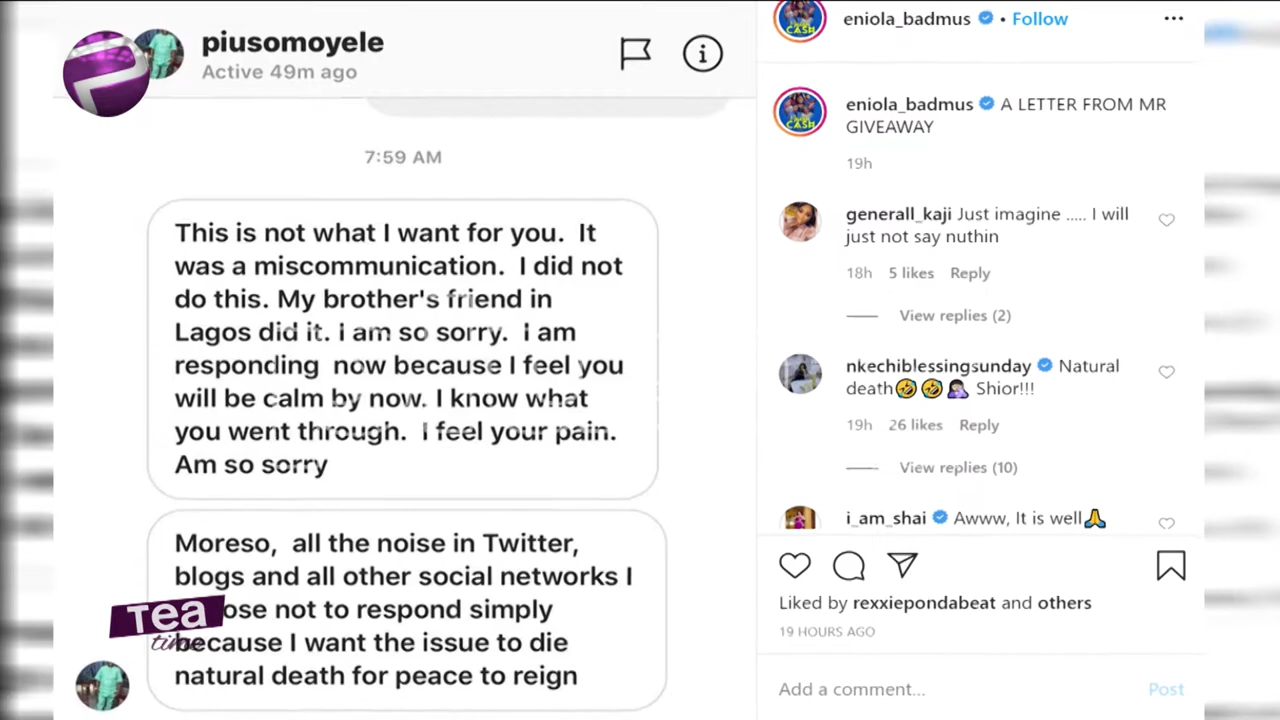 piusomoyele
Active 49m ago
7:59 AM
This is not what I want for you. It
was a miscommunication. I did not
do this. My brother's friend in
Lagos did it. I am so sorry. I am
responding now because I feel you
will be calm by now. I know what
you went through. I feel your pain.
Am so sorry
Moreso, all the noise in Twitter,
blogs and all other social networks I
ose not to respond simply
because I want the issue to die
natural death for peace to reign
Tea
time
eniola_badmus • Follow
eniola_badmus A LETTER FROM MR
GIVEAWAY
19h
generall_kaji Just imagine ..... I will
just not say nuthin
18h 5 likes Reply
View replies (2)
nkechiblessingsunday Natural
death🤣🤣🤦 Shior!!!
19h 26 likes Reply
View replies (10)
i_am_shai Awww, It is well🙏
Liked by rexxiepondabeat and others
19 HOURS AGO
Add a comment... Post